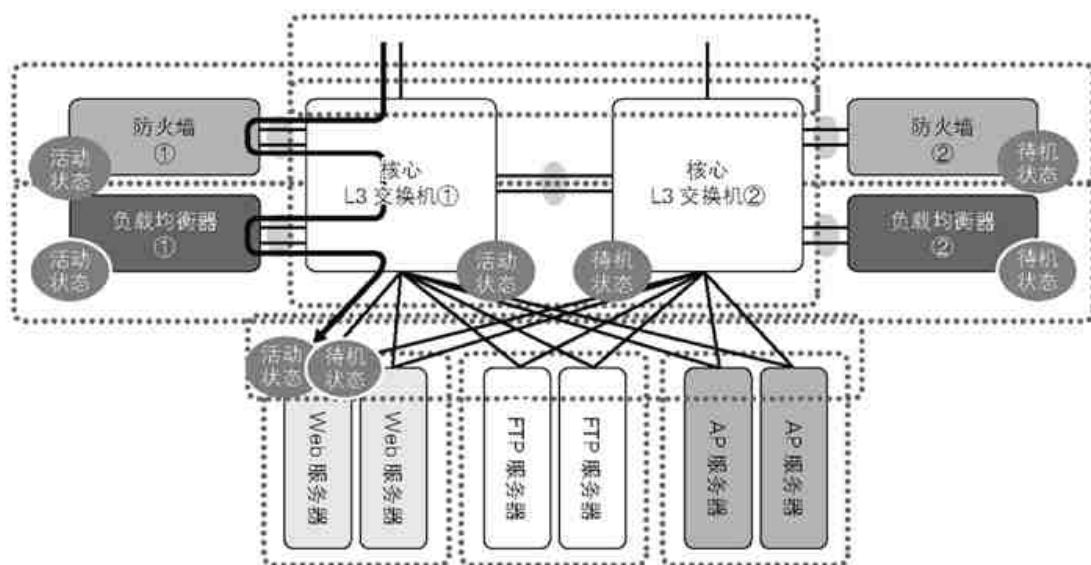 防火墙
①
活动
状态
核心
L3 交换机①
核心
L3 交换机②
防火墙
②
待机
状态
负载均衡器
①
活动
状态
活动
状态
待机
状态
负载均衡器
②
待机
状态
活动
状态
待机
状态
Web 服务器
Web 服务器
FTP 服务器
FTP 服务器
AP 服务器
AP 服务器